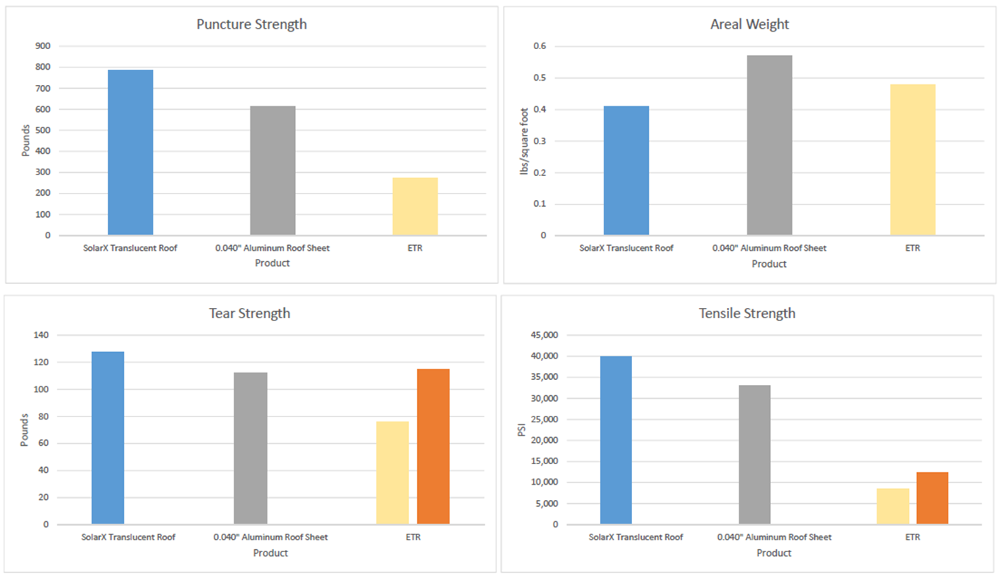 Puncture Strength
900
800
700
600
500
400
300
200
100
0
Pounds
SolarX Translucent Roof 0.040" Aluminum Roof Sheet ETR
Product
Areal Weight
0.6
0.5
0.4
0.3
0.2
0.1
0
lbs/square foot
SolarX Translucent Roof 0.040" Aluminum Roof Sheet ETR
Product
Tear Strength
140
120
100
80
60
40
20
0
Pounds
SolarX Translucent Roof 0.040" Aluminum Roof Sheet ETR
Product
Tensile Strength
45,000
40,000
35,000
30,000
25,000
20,000
15,000
10,000
5,000
0
PSI
SolarX Translucent Roof 0.040" Aluminum Roof Sheet ETR
Product